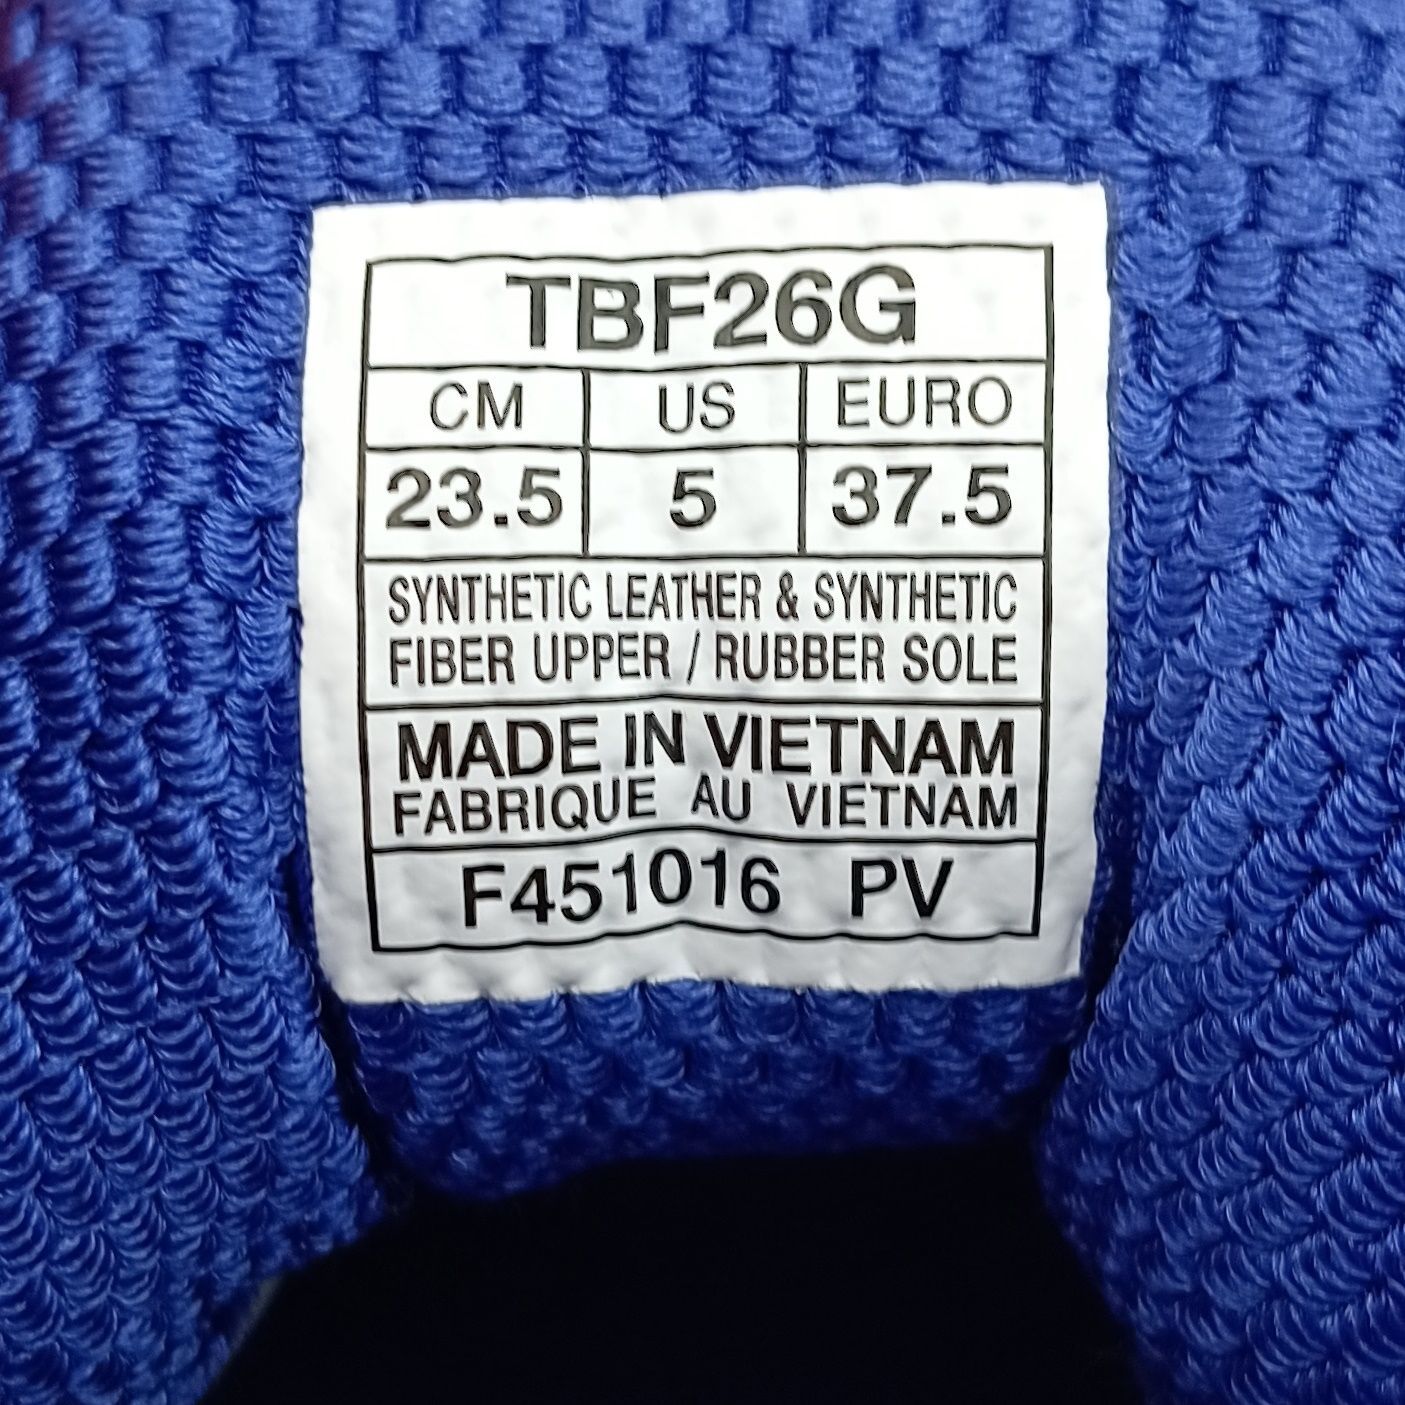 TBF26G
CM US EURO
23.5 5 37.5
SYNTHETIC LEATHER & SYNTHETIC
FIBER UPPER / RUBBER SOLE
MADE IN VIETNAM
FABRIQUE AU VIETNAM
F451016 PV